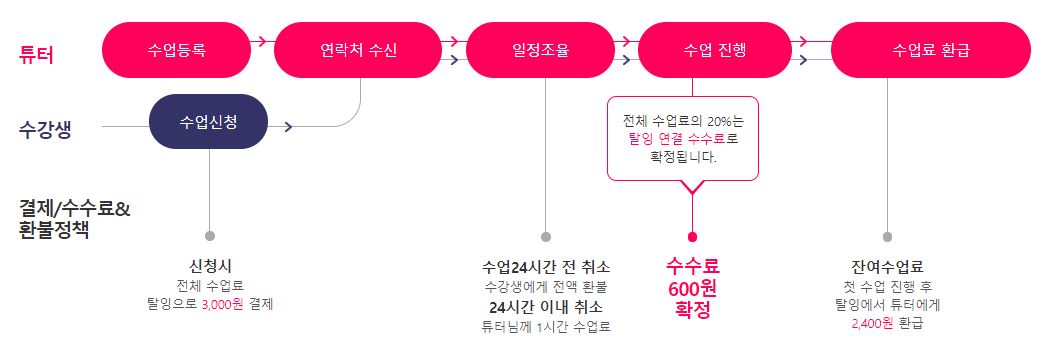 튜터
수업등록
연락처 수신
일정조율
수업 진행
수업료 환급
수강생
수업신청
전체 수업료의 20%는
탈잉 연결 수수료로
확정됩니다.
결제/수수료&
환불정책
신청시
전체 수업료
탈잉으로 3,000원 결제
수업24시간 전 취소
수강생에게 전액 환불
24시간 이내 취소
튜터님께 1시간 수업료
수수료
600원
확정
잔여수업료
첫 수업 진행 후
탈잉에서 튜터에게
2,400원 환급